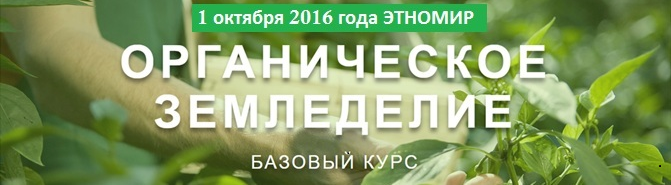 1 октября 2016 года ЭТНОМИР
ОРГАНИЧЕСКОЕ
ЗЕМЛЕДЕЛИЕ
БАЗОВЫЙ КУРС